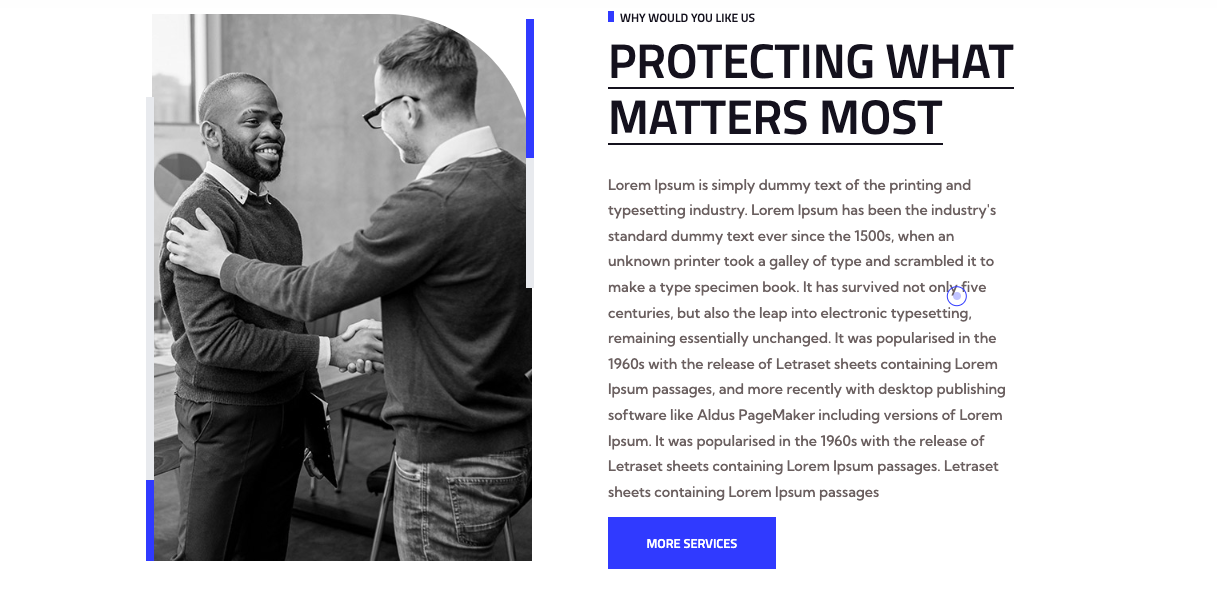 WHY WOULD YOU LIKE US
PROTECTING WHAT
MATTERS MOST
Lorem Ipsum is simply dummy text of the printing and
typesetting industry. Lorem Ipsum has been the industry's
standard dummy text ever since the 1500s, when an
unknown printer took a galley of type and scrambled it to
make a type specimen book. It has survived not only five
centuries, but also the leap into electronic typesetting,
remaining essentially unchanged. It was popularised in the
1960s with the release of Letraset sheets containing Lorem
Ipsum passages, and more recently with desktop publishing
software like Aldus PageMaker including versions of Lorem
Ipsum. It was popularised in the 1960s with the release of
Letraset sheets containing Lorem Ipsum passages. Letraset
sheets containing Lorem Ipsum passages
MORE SERVICES